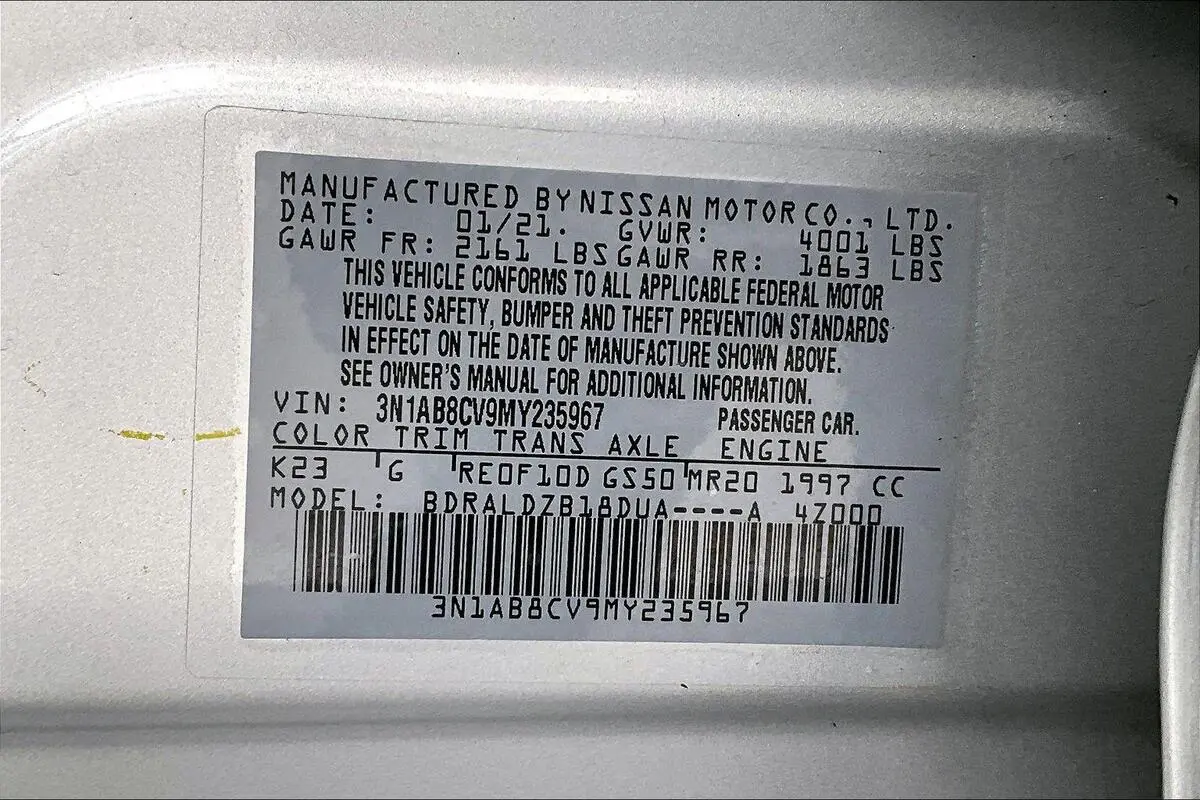 MANUFACTURED BY NISSAN MOTOR CO., LTD.
DATE: 01/21. GVWR: 4001 LBS
GAWR FR: 2161 LBS GAWR RR: 1863 LBS
THIS VEHICLE CONFORMS TO ALL APPLICABLE FEDERAL MOTOR
VEHICLE SAFETY, BUMPER AND THEFT PREVENTION STANDARDS
IN EFFECT ON THE DATE OF MANUFACTURE SHOWN ABOVE.
SEE OWNER'S MANUAL FOR ADDITIONAL INFORMATION.
VIN: 3N1AB8CV9MY235967 PASSENGER CAR.
COLOR TRIM TRANS AXLE ENGINE
K23 G RE0F10D GS50 MR20 1997 CC
MODEL: BDRALDZB18DUA----A 4Z000
3N1AB8CV9MY235967